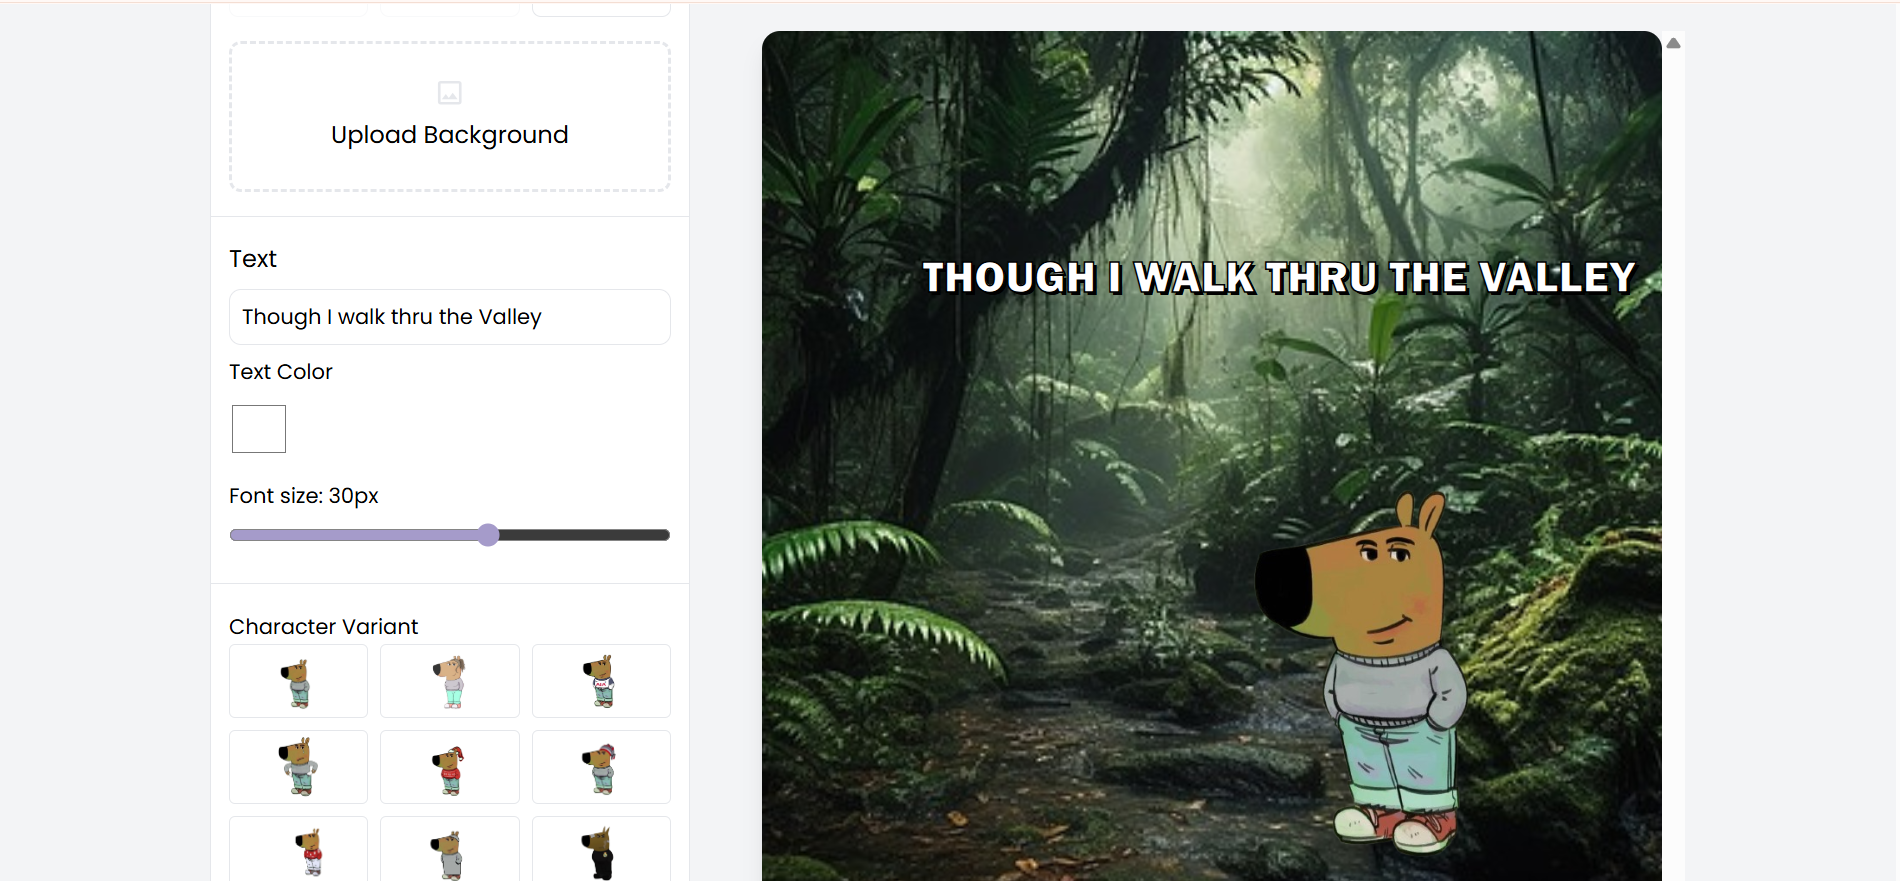 Upload Background
Text
Though I walk thru the Valley
Text Color
Font size: 30px
Character Variant
THOUGH I WALK THRU THE VALLEY